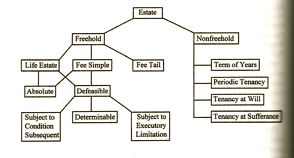 Estate
Freehold
Nonfreehold
Life Estate
Fee Simple
Fee Tail
Term of Years
Absolute
Defeasible
Periodic Tenancy
Tenancy at Will
Subject to
Condition
Subsequent
Determinable
Subject to
Executory
Limitation
Tenancy at Sufferance